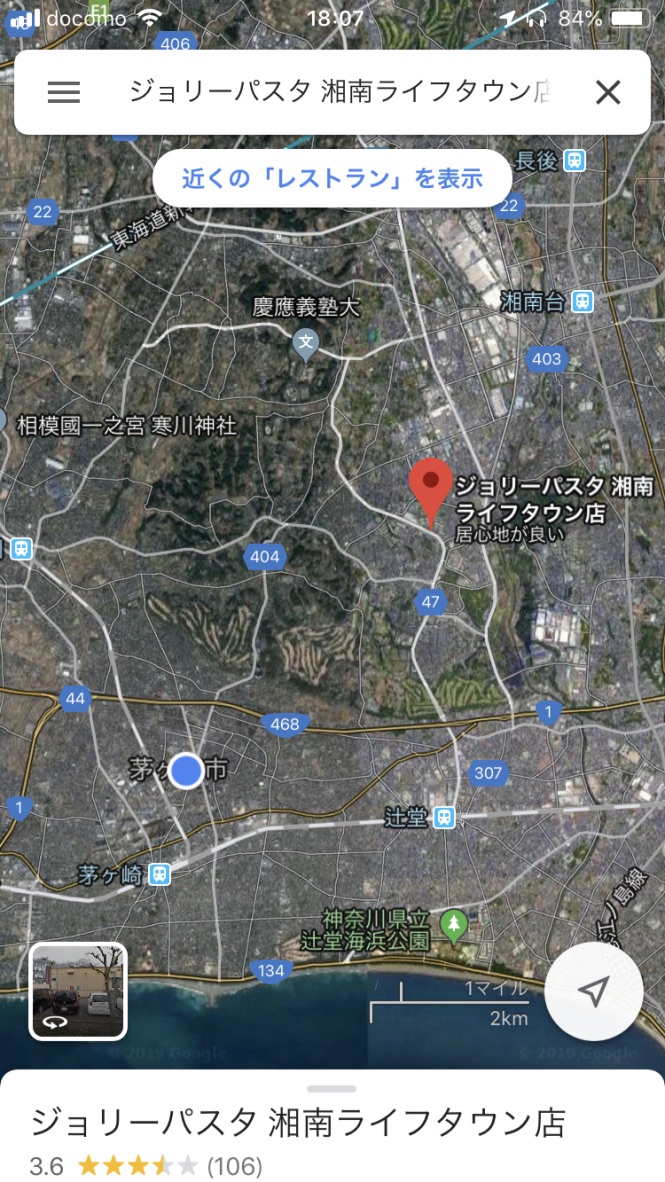 docomo
18:07
84%
E1
406
ジョリーパスタ 湘南ライフタウン店
近くの「レストラン」を表示
長後
22
22
東海道新
湘南台
慶應義塾大
文
403
相模國一之宮 寒川神社
ジョリーパスタ 湘南
ライフタウン店
居心地が良い
404
47
44
468
1
茅ヶ 市
307
1
辻堂
茅ヶ崎
江ノ島線
神奈川県立
辻堂海浜公園
134
1マイル
2km
© 2019 Google
© 2019 Google
ジョリーパスタ 湘南ライフタウン店
3.6
(106)